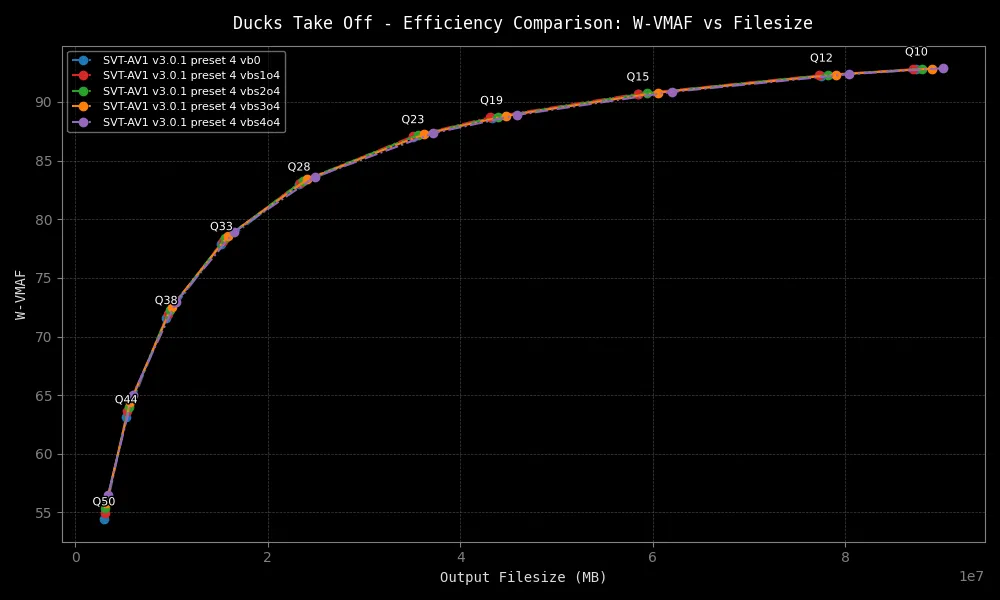 Ducks Take Off - Efficiency Comparison: W-VMAF vs Filesize
SVT-AV1 v3.0.1 preset 4 vb0
SVT-AV1 v3.0.1 preset 4 vbs1o4
SVT-AV1 v3.0.1 preset 4 vbs2o4
SVT-AV1 v3.0.1 preset 4 vbs3o4
SVT-AV1 v3.0.1 preset 4 vbs4o4
Q10
Q12
Q15
Q19
Q23
Q28
Q33
Q38
Q44
Q50
W-VMAF
90
85
80
75
70
65
60
55
0 2 4 6 8
1e7
Output Filesize (MB)